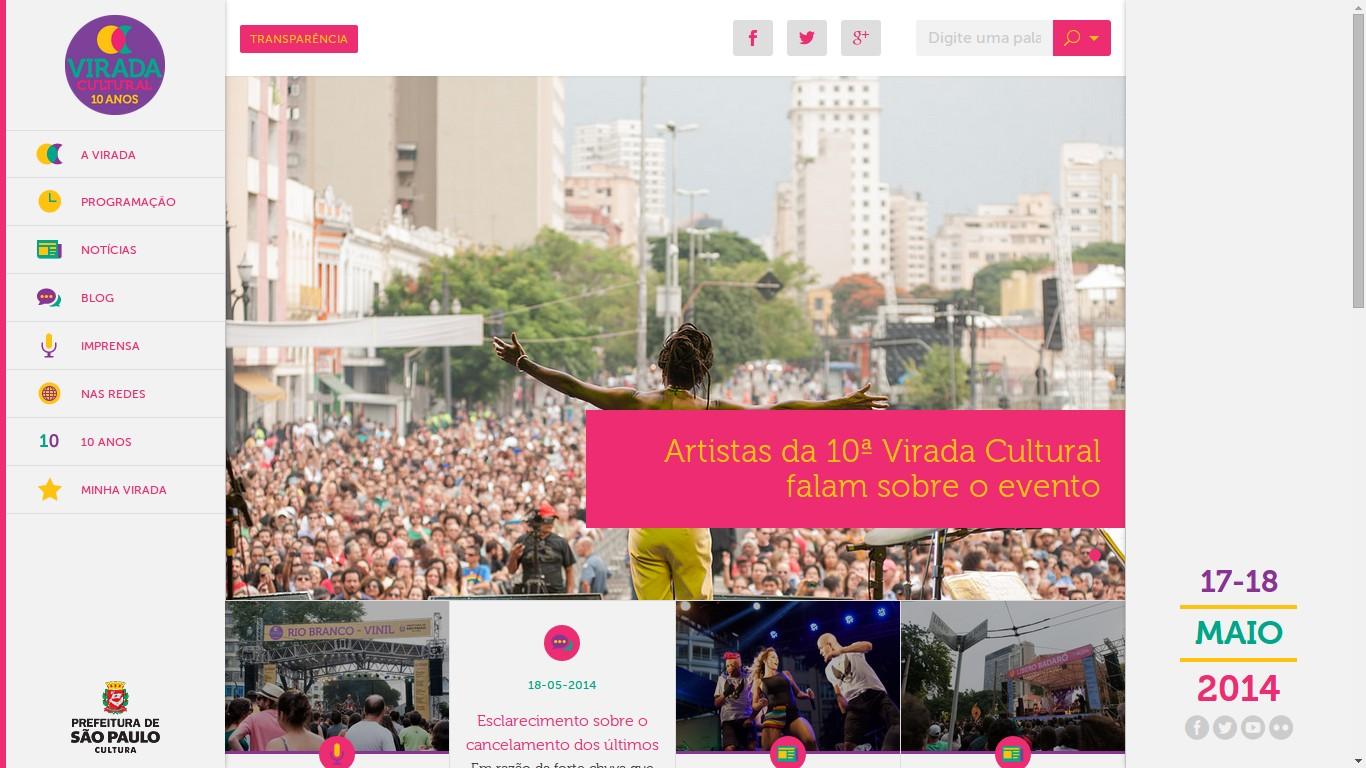 VIRADA
CULTURAL
10 ANOS
A VIRADA
PROGRAMAÇÃO
NOTÍCIAS
BLOG
IMPRENSA
NAS REDES
10
10 ANOS
MINHA VIRADA
PREFEITURA DE
SÃO PAULO
CULTURA
TRANSPARÊNCIA
f
g+
Digite uma pala
Artistas da 10ª Virada Cultural
falam sobre o evento
RIO BRANCO - VINIL
18-05-2014
Esclarecimento sobre o
cancelamento dos últimos
Em razão da forte chuva que
LÍBERO BADARÓ
17-18
MAIO
2014